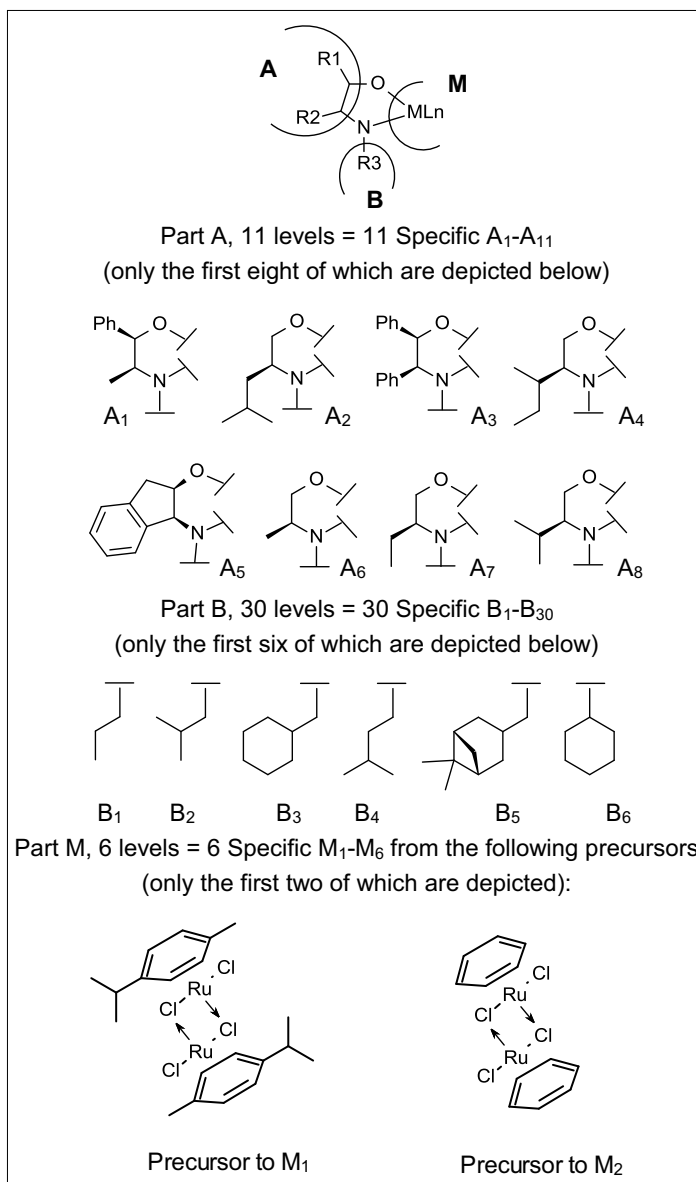 A
R1
O
M
R2
N
MLn
R3
B
Part A, 11 levels = 11 Specific A1-A11
(only the first eight of which are depicted below)
Ph O O Ph O O
N N Ph N N
A1 A2 A3 A4
O O O O
N N N N
A5 A6 A7 A8
Part B, 30 levels = 30 Specific B1-B30
(only the first six of which are depicted below)
B1 B2 B3 B4 B5 B6
Part M, 6 levels = 6 Specific M1-M6 from the following precursors
(only the first two of which are depicted):
Cl Cl
Ru Ru
Cl Cl Cl Cl
Ru Ru
Cl Cl
Precursor to M1 Precursor to M2